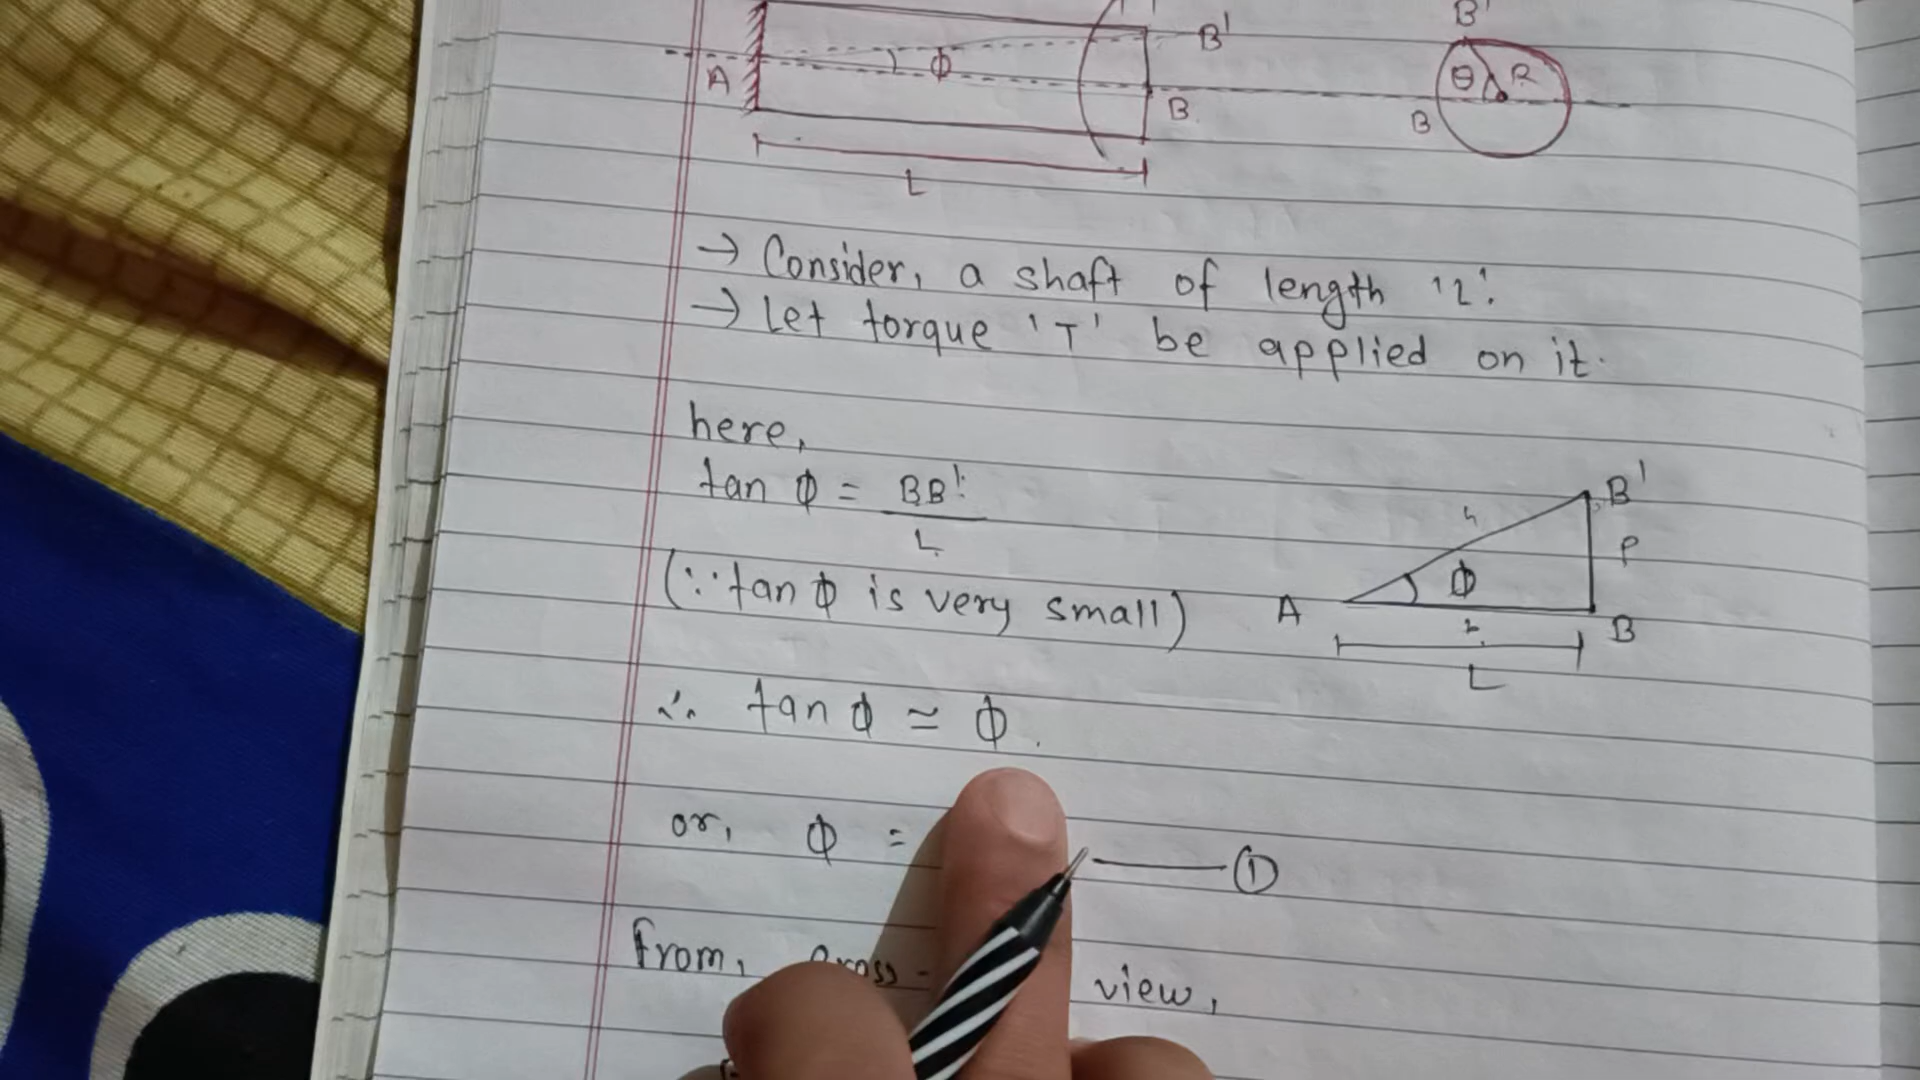 B' B'
A Φ θ R
B B
L
→ Consider, a shaft of length 'L'.
→ Let torque 'T' be applied on it.
here,
tan Φ = BB'
L
B'
h
P
(∵ tan Φ is very small)
A Φ
B
L
∴ tan Φ ≃ Φ.
or, Φ = ①
From, cross- view,